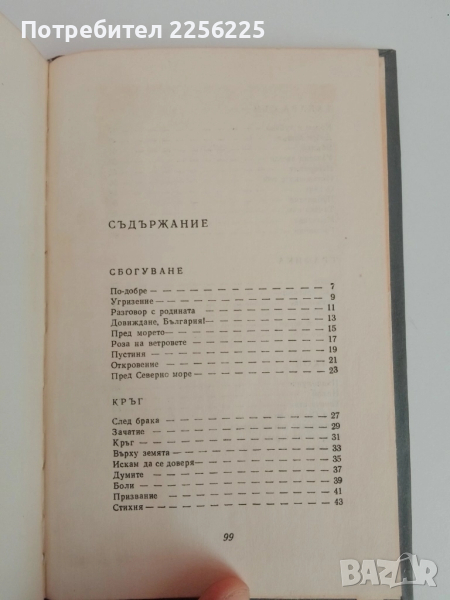 Потребител 2256225
СЪДЪРЖАНИЕ
СБОГУВАНЕ
По-добре — — — — — — — — 7
Угризение — — — — — — — — 9
Разговор с родината — — — — — — 11
Довиждане, България!— — — — — — 13
Пред морето— — — — — — — — 15
Роза на ветровете — — — — — — 17
Пустиния — — — — — — — — 19
Откровение — — — — — — — — 21
Пред Северно море — — — — — — 23
КРЪГ
След брака — — — — — — — — 27
Зачатие — — — — — — — — 29
Кръг — — — — — — — — — 31
Върху земята — — — — — — — 33
Искам да се доверя— — — — — — 35
Думите — — — — — — — — 37
Боли — — — — — — — — — 39
Призвание — — — — — — — — 41
Стихия — — — — — — — — 43
99
BAZAR